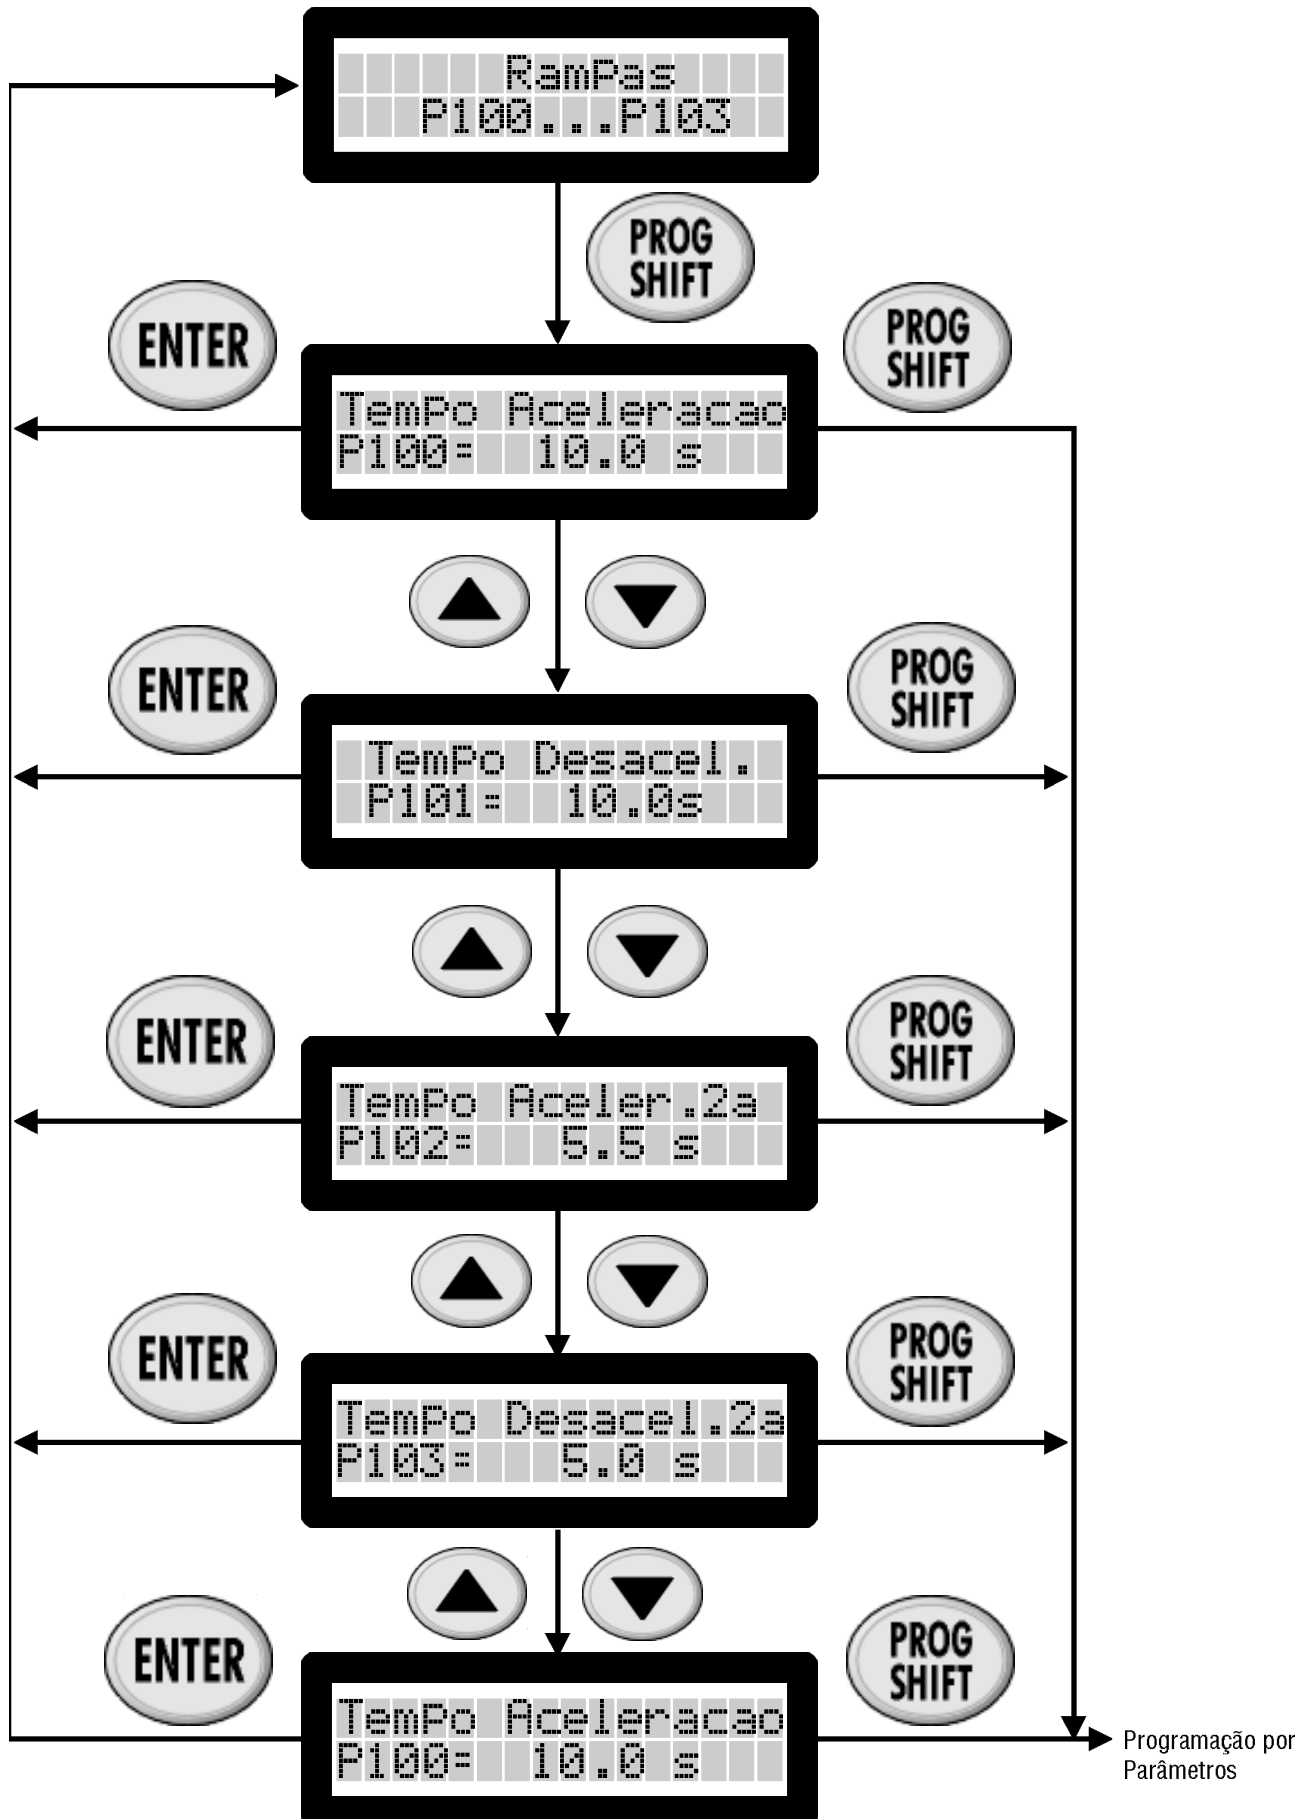 RamPas
P100...P103
PROG
SHIFT
ENTER
PROG
SHIFT
TemPo Aceleracao
P100= 10.0 s
ENTER
PROG
SHIFT
TemPo Desacel.
P101= 10.0s
ENTER
PROG
SHIFT
TemPo Aceler.2a
P102= 5.5 s
ENTER
PROG
SHIFT
TemPo Desacel.2a
P103= 5.0 s
ENTER
PROG
SHIFT
TemPo Aceleracao
P100= 10.0 s
Programação por
Parâmetros